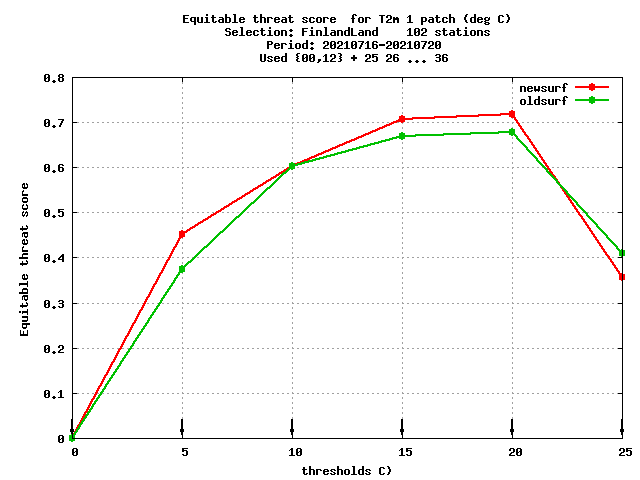 Equitable threat score  for T2m 1 patch (deg C)
Selection: FinlandLand    102 stations
Period: 20210716-20210720
Used {00,12} + 25 26 ... 36
newsurf
oldsurf
0.8
0.7
0.6
0.5
0.4
0.3
0.2
0.1
0
Equitable threat score
0 5 10 15 20 25
thresholds C)